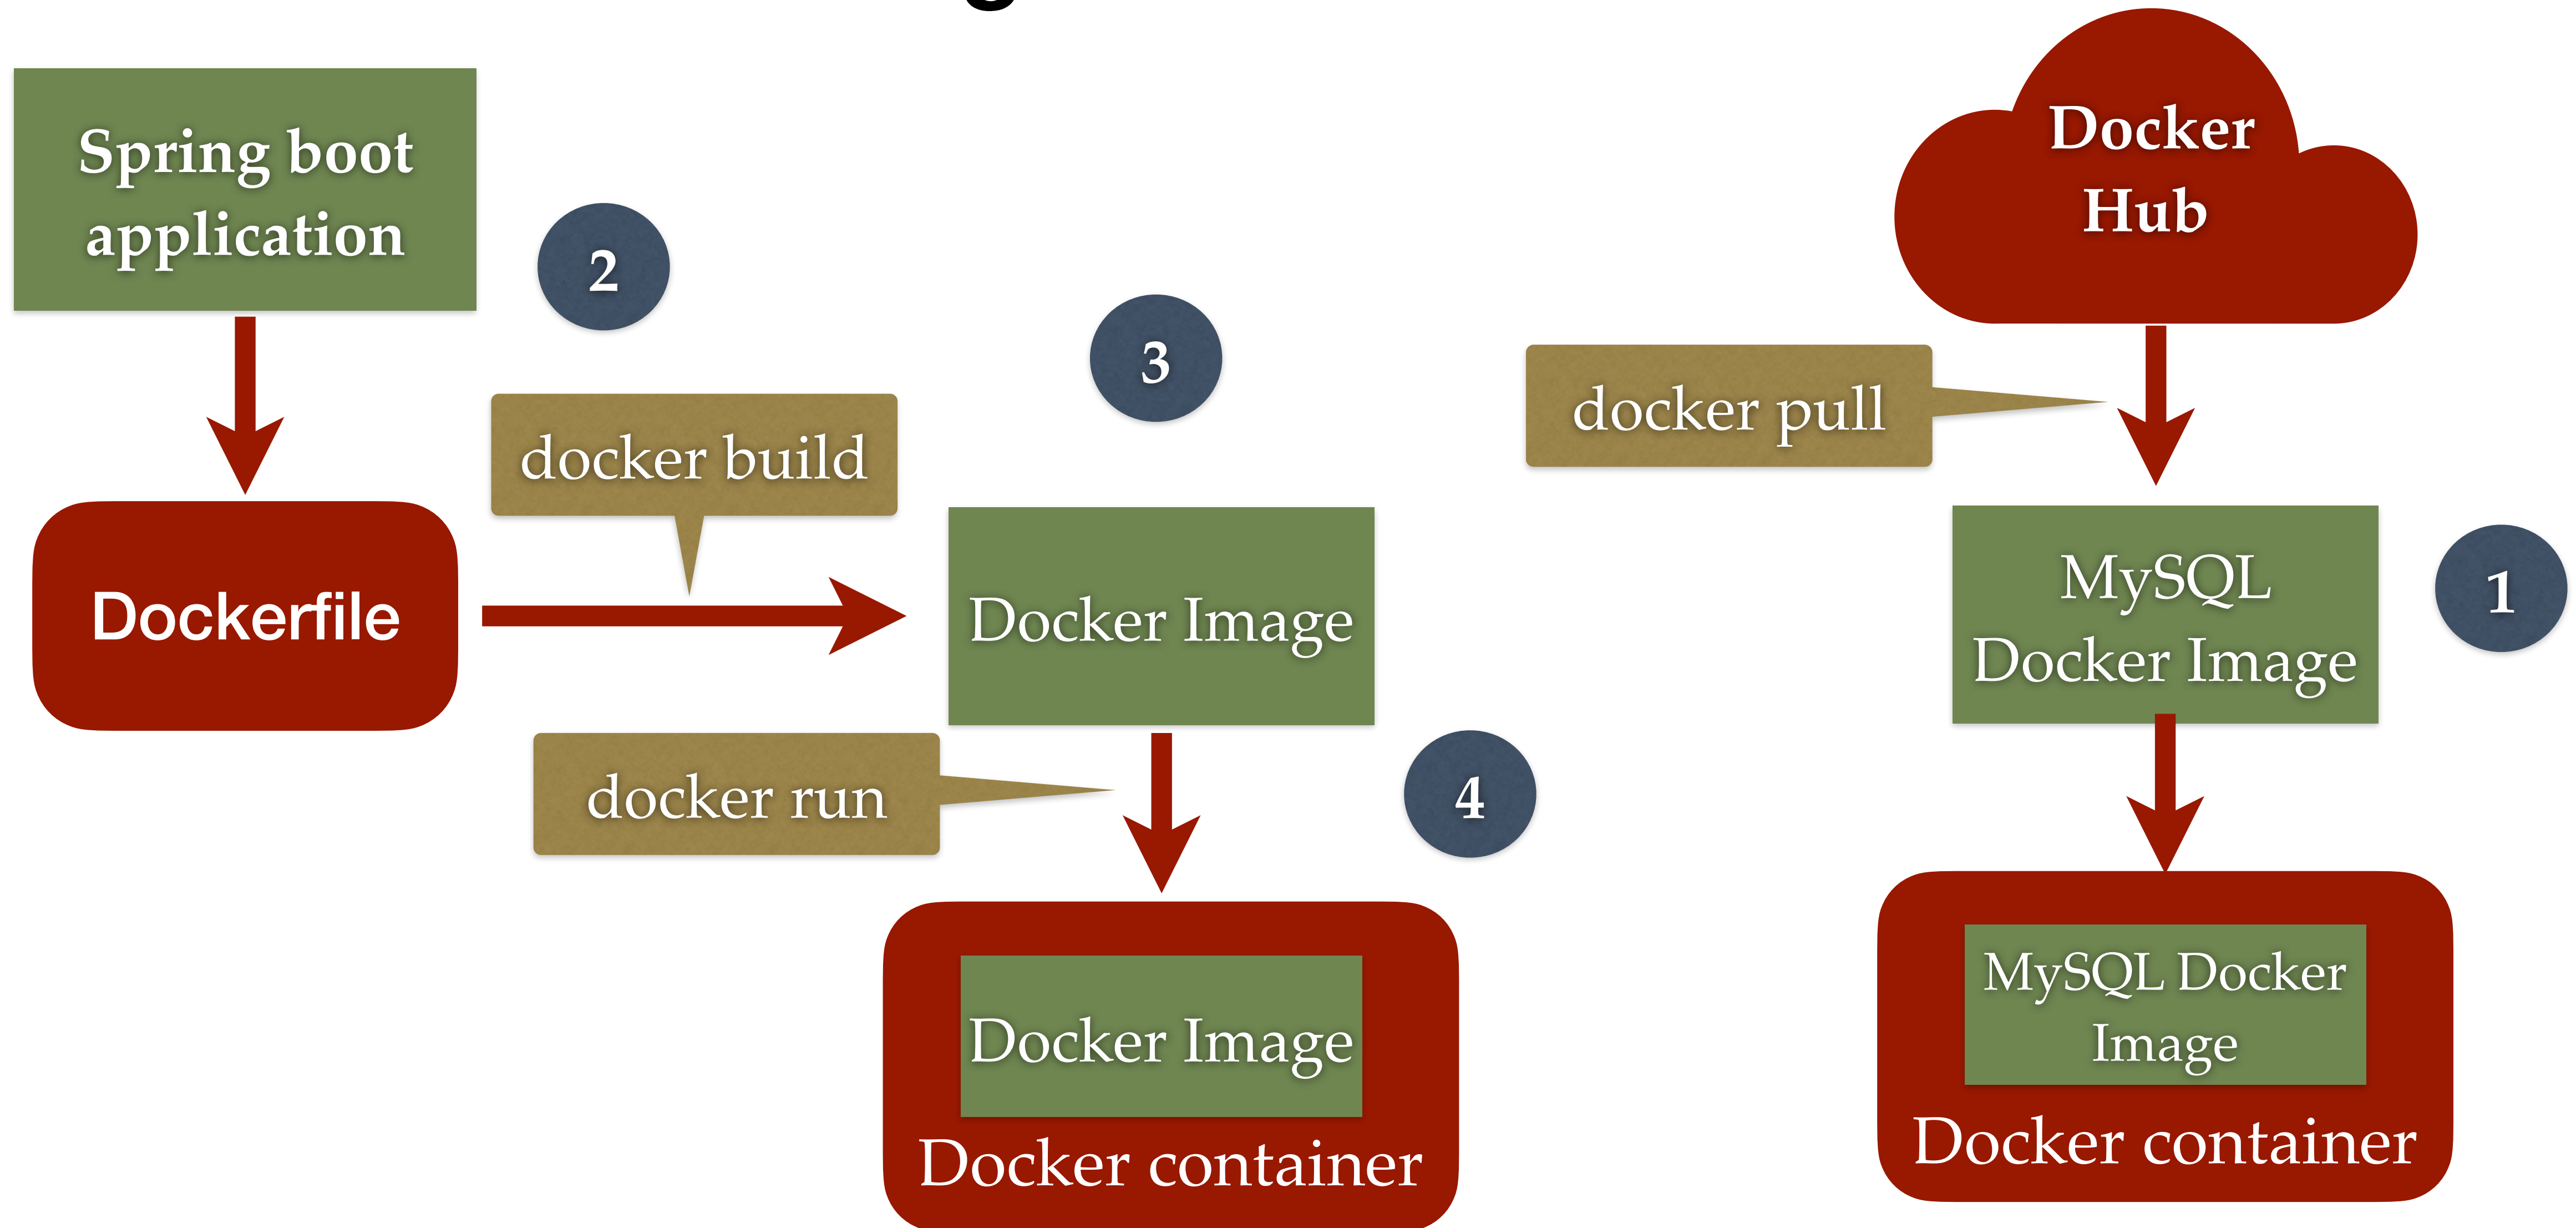 Spring boot
application
2
docker build
Dockerfile
3
Docker Image
docker run
4
Docker Image
Docker container
Docker
Hub
docker pull
MySQL
Docker Image
1
MySQL Docker
Image
Docker container